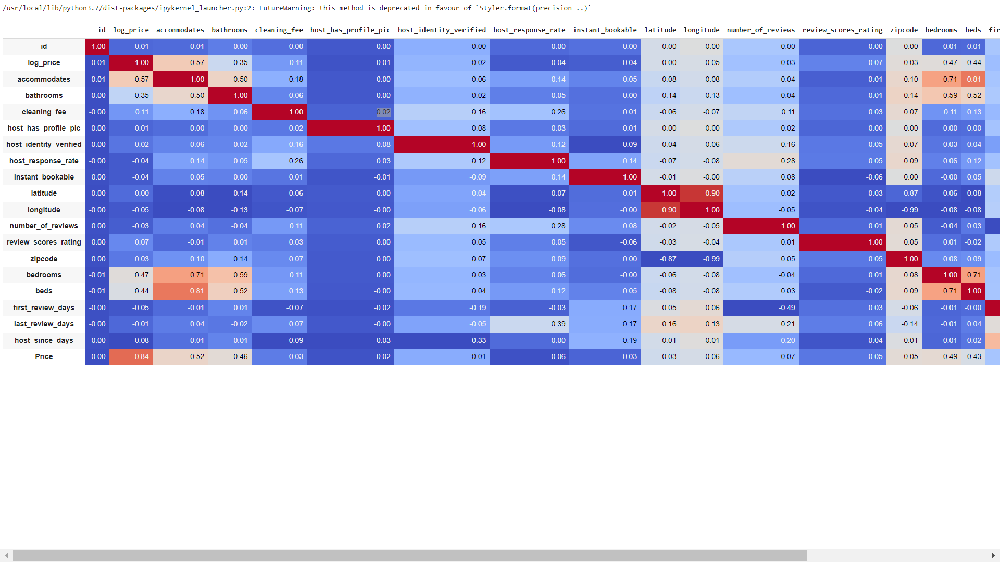 /usr/local/lib/python3.7/dist-packages/ipykernel_launcher.py:2: FutureWarning: this method is deprecated in favour of `Styler.format(precision=..)`
id log_price accommodates bathrooms cleaning_fee host_has_profile_pic host_identity_verified host_response_rate instant_bookable latitude longitude number_of_reviews review_scores_rating zipcode bedrooms beds fir
id 1.00 -0.01 -0.01 -0.00 -0.00 -0.00 -0.00 -0.00 0.00 -0.00 -0.00 0.00 0.00 0.00 -0.01 -0.01
log_price -0.01 1.00 0.57 0.35 0.11 -0.01 0.02 -0.04 -0.04 -0.00 -0.05 -0.03 0.07 0.03 0.47 0.44
accommodates -0.01 0.57 1.00 0.50 0.18 -0.00 0.06 0.14 0.05 -0.08 -0.08 0.04 -0.01 0.10 0.71 0.81
bathrooms -0.00 0.35 0.50 1.00 0.06 -0.00 0.02 0.05 0.00 -0.14 -0.13 -0.04 0.01 0.14 0.59 0.52
cleaning_fee -0.00 0.11 0.18 0.06 1.00 0.02 0.16 0.26 0.01 -0.06 -0.07 0.11 0.03 0.07 0.11 0.13
host_has_profile_pic -0.00 -0.01 -0.00 -0.00 0.02 1.00 0.08 0.03 -0.01 0.00 -0.00 0.02 0.00 0.00 0.00 -0.00
host_identity_verified -0.00 0.02 0.06 0.02 0.16 0.08 1.00 0.12 -0.09 -0.04 -0.06 0.16 0.05 0.07 0.03 0.04
host_response_rate -0.00 -0.04 0.14 0.05 0.26 0.03 0.12 1.00 0.14 -0.07 -0.08 0.28 0.05 0.09 0.06 0.12
instant_bookable 0.00 -0.04 0.05 0.00 0.01 -0.01 -0.09 0.14 1.00 -0.01 -0.00 0.08 -0.06 0.00 -0.00 0.05
latitude -0.00 -0.00 -0.08 -0.14 -0.06 0.00 -0.04 -0.07 -0.01 1.00 0.90 -0.02 -0.03 -0.87 -0.06 -0.08
longitude -0.00 -0.05 -0.08 -0.13 -0.07 -0.00 -0.06 -0.08 -0.00 0.90 1.00 -0.05 -0.04 -0.99 -0.08 -0.08
number_of_reviews 0.00 -0.03 0.04 -0.04 0.11 0.02 0.16 0.28 0.08 -0.02 -0.05 1.00 0.01 0.05 -0.04 0.03
review_scores_rating 0.00 0.07 -0.01 0.01 0.03 0.00 0.05 0.05 -0.06 -0.03 -0.04 0.01 1.00 0.05 0.01 -0.02
zipcode 0.00 0.03 0.10 0.14 0.07 0.00 0.07 0.09 0.00 -0.87 -0.99 0.05 0.05 1.00 0.08 0.09
bedrooms -0.01 0.47 0.71 0.59 0.11 0.00 0.03 0.06 -0.00 -0.06 -0.08 -0.04 0.01 0.08 1.00 0.71
beds -0.01 0.44 0.81 0.52 0.13 -0.00 0.04 0.12 0.05 -0.08 -0.08 0.03 -0.02 0.09 0.71 1.00
first_review_days -0.00 -0.05 -0.01 0.01 -0.07 -0.02 -0.19 -0.03 0.17 0.05 0.06 -0.49 0.03 -0.06 -0.01 -0.00
last_review_days -0.00 -0.01 0.04 -0.02 0.07 -0.00 -0.05 0.39 0.17 0.16 0.13 0.21 0.06 -0.14 -0.01 0.04
host_since_days 0.00 -0.08 0.01 0.01 -0.09 -0.03 -0.33 0.00 0.19 -0.01 0.01 -0.20 -0.04 -0.01 -0.01 0.02
Price -0.00 0.84 0.52 0.46 0.03 -0.02 -0.01 -0.06 -0.03 -0.03 -0.06 -0.07 0.05 0.05 0.49 0.43